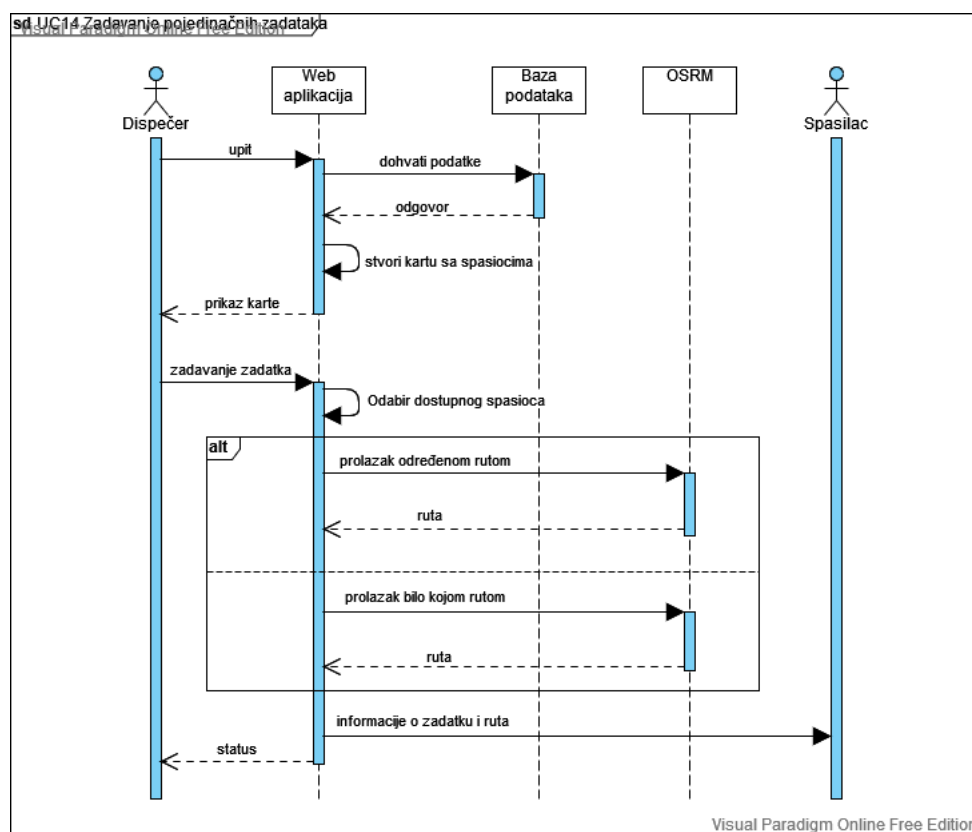 sd UC14 Zadavanje pojedinačnih zadataka
Visual Paradigm Online Free Edition
Dispečer
Web
aplikacija
Baza
podataka
OSRM
Spasilac
upit
dohvati podatke
odgovor
stvori kartu sa spasiocima
prikaz karte
zadavanje zadatka
Odabir dostupnog spasioca
alt
prolazak određenom rutom
ruta
prolazak bilo kojom rutom
ruta
informacije o zadatku i ruta
status
Visual Paradigm Online Free Edition